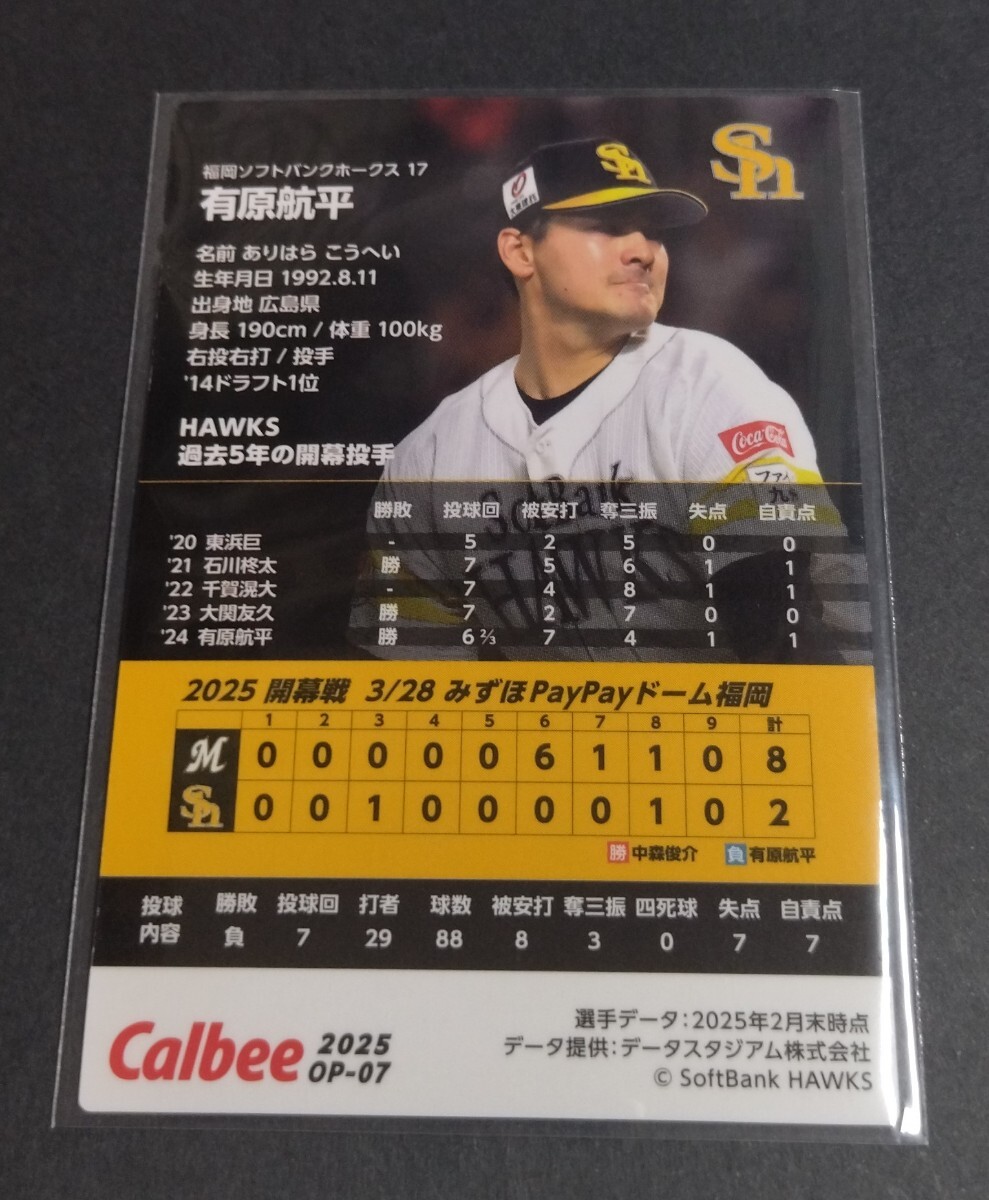 福岡ソフトバンクホークス 17
有原航平
Sh
名前 ありはら こうへい
生年月日 1992.8.11
出身地 広島県
身長 190cm / 体重 100kg
右投右打 / 投手
'14ドラフト1位
HAWKS
過去5年の開幕投手
Coca-Cola
SoftBank
HAWKS
勝敗 投球回 被安打 奪三振 失点 自責点
'20 東浜巨 - 5 2 5 0 0
'21 石川柊太 勝 7 5 6 1 1
'22 千賀滉大 - 7 4 8 1 1
'23 大関友久 勝 7 2 7 0 0
'24 有原航平 勝 6 2/3 7 4 1 1
2025 開幕戦 3/28 みずほPayPayドーム福岡
1 2 3 4 5 6 7 8 9 計
M 0 0 0 0 0 6 1 1 0 8
Sh 0 0 1 0 0 0 0 1 0 2
勝 中森俊介 負 有原航平
投球内容 勝敗 投球回 打者 球数 被安打 奪三振 四死球 失点 自責点
負 7 29 88 8 3 0 7 7
Calbee 2025
OP-07
選手データ:2025年2月末時点
データ提供:データスタジアム株式会社
© SoftBank HAWKS